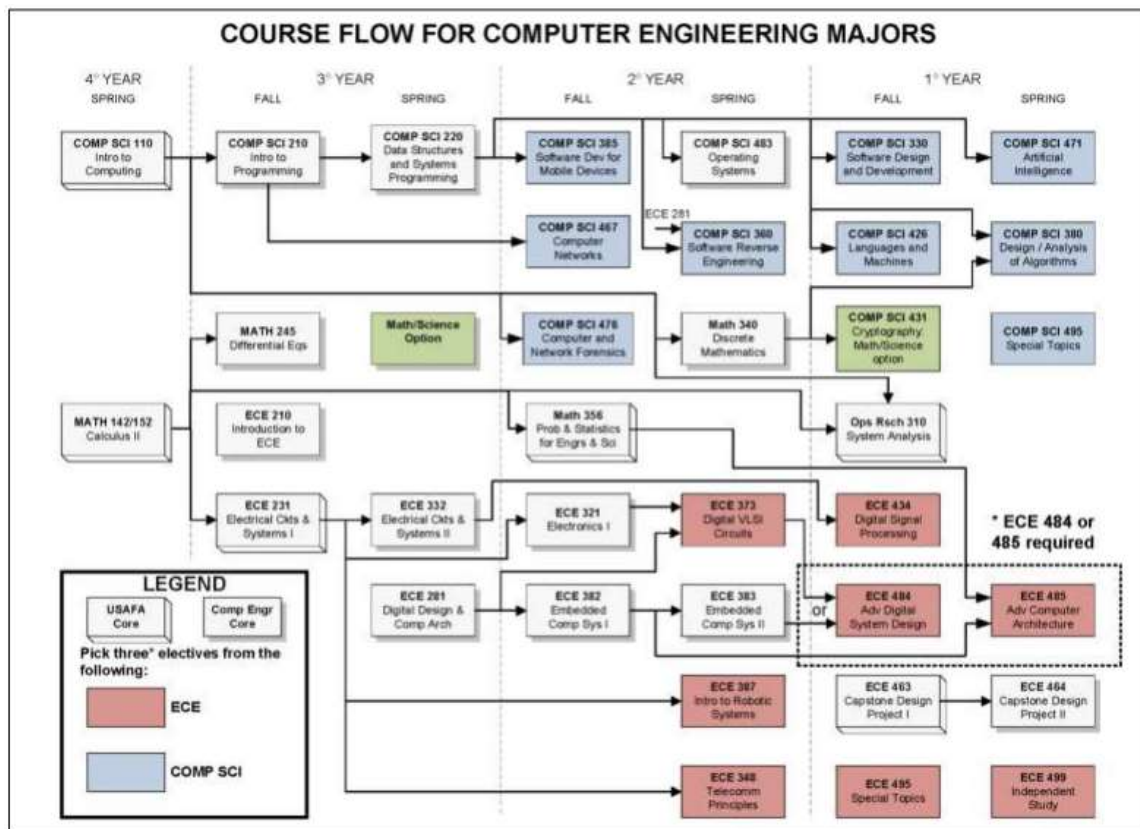 COURSE FLOW FOR COMPUTER ENGINEERING MAJORS
4° YEAR
3° YEAR
2° YEAR
1° YEAR
SPRING
FALL
SPRING
FALL
SPRING
FALL
SPRING
COMP SCI 110
Intro to
Computing
COMP SCI 210
Intro to
Programming
COMP SCI 220
Data Structures
and Systems
Programming
COMP SCI 385
Software Dev for
Mobile Devices
COMP SCI 483
Operating
Systems
COMP SCI 330
Software Design
and Development
COMP SCI 471
Artificial
Intelligence
ECE 281
COMP SCI 467
Computer
Networks
COMP SCI 360
Software Reverse
Engineering
COMP SCI 426
Languages and
Machines
COMP SCI 380
Design / Analysis
of Algorithms
MATH 245
Differential Eqs
Math/Science
Option
COMP SCI 476
Computer and
Network Forensics
Math 340
Discrete
Mathematics
COMP SCI 431
Cryptography
Math/Science
option
COMP SCI 495
Special Topics
MATH 142/152
Calculus II
ECE 210
Introduction to
ECE
Math 356
Prob & Statistics
for Engrs & Sci
Ops Rsch 310
System Analysis
ECE 231
Electrical Ckts &
Systems I
ECE 332
Electrical Ckts &
Systems II
ECE 321
Electronics I
ECE 373
Digital VLSI
Circuits
ECE 434
Digital Signal
Processing
* ECE 484 or
485 required
ECE 281
Digital Design &
Comp Arch
ECE 382
Embedded
Comp Sys I
ECE 383
Embedded
Comp Sys II
or
ECE 484
Adv Digital
System Design
ECE 485
Adv Computer
Architecture
ECE 387
Intro to Robotic
Systems
ECE 463
Capstone Design
Project I
ECE 464
Capstone Design
Project II
ECE 348
Telecomm
Principles
ECE 495
Special Topics
ECE 499
Independent
Study
LEGEND
USAFA
Core
Comp Engr
Core
Pick three* electives from the
following:
ECE
COMP SCI